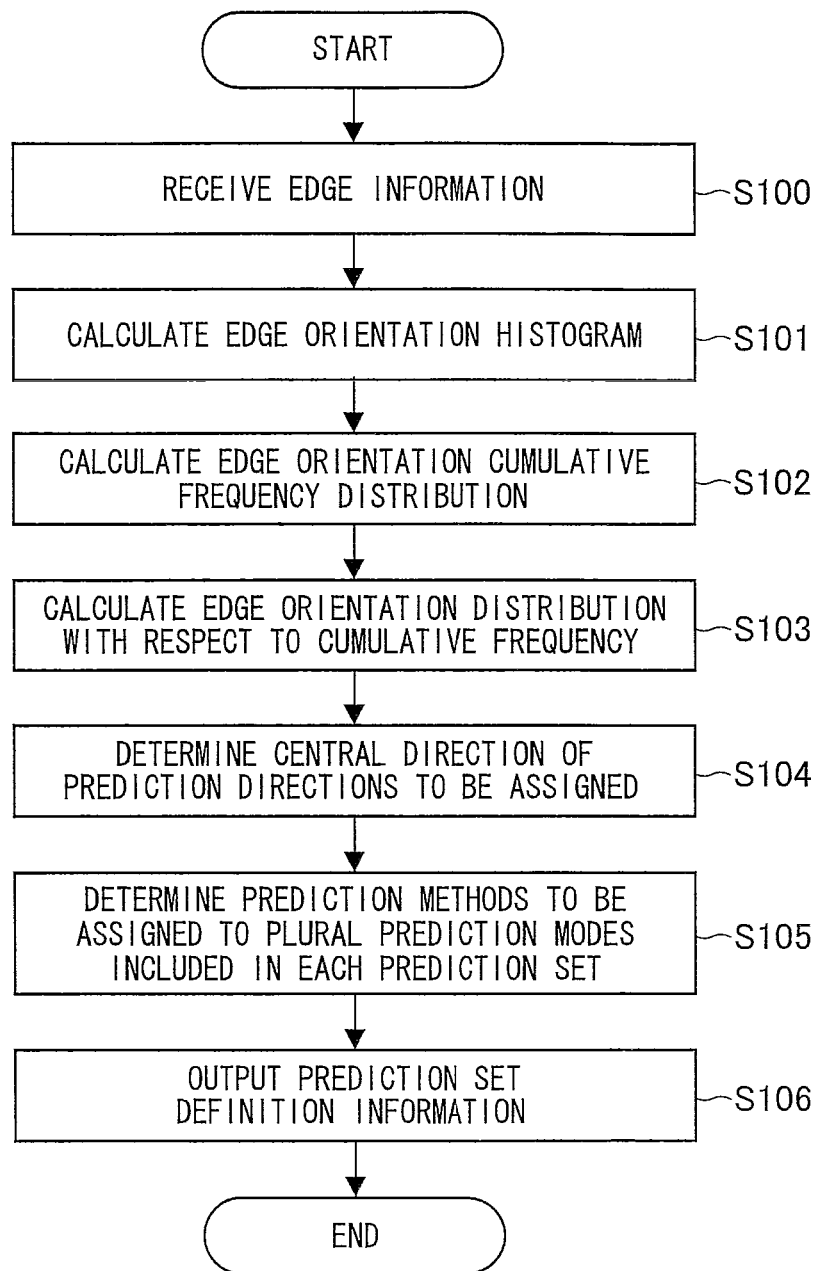 START
RECEIVE EDGE INFORMATION
S100
CALCULATE EDGE ORIENTATION HISTOGRAM
S101
CALCULATE EDGE ORIENTATION CUMULATIVE
FREQUENCY DISTRIBUTION
S102
CALCULATE EDGE ORIENTATION DISTRIBUTION
WITH RESPECT TO CUMULATIVE FREQUENCY
S103
DETERMINE CENTRAL DIRECTION OF
PREDICTION DIRECTIONS TO BE ASSIGNED
S104
DETERMINE PREDICTION METHODS TO BE
ASSIGNED TO PLURAL PREDICTION MODES
INCLUDED IN EACH PREDICTION SET
S105
OUTPUT PREDICTION SET
DEFINITION INFORMATION
S106
END